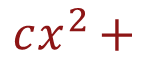 cx² +